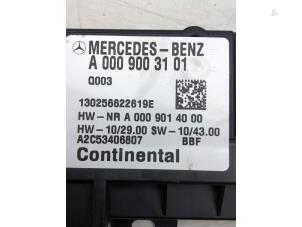 MERCEDES-BENZ
A 000 900 31 01
Q003
130256622619E
HW-NR A 000 901 40 00
HW-10/29.00 SW-10/43.00
A2C53406807 BBF
Continental